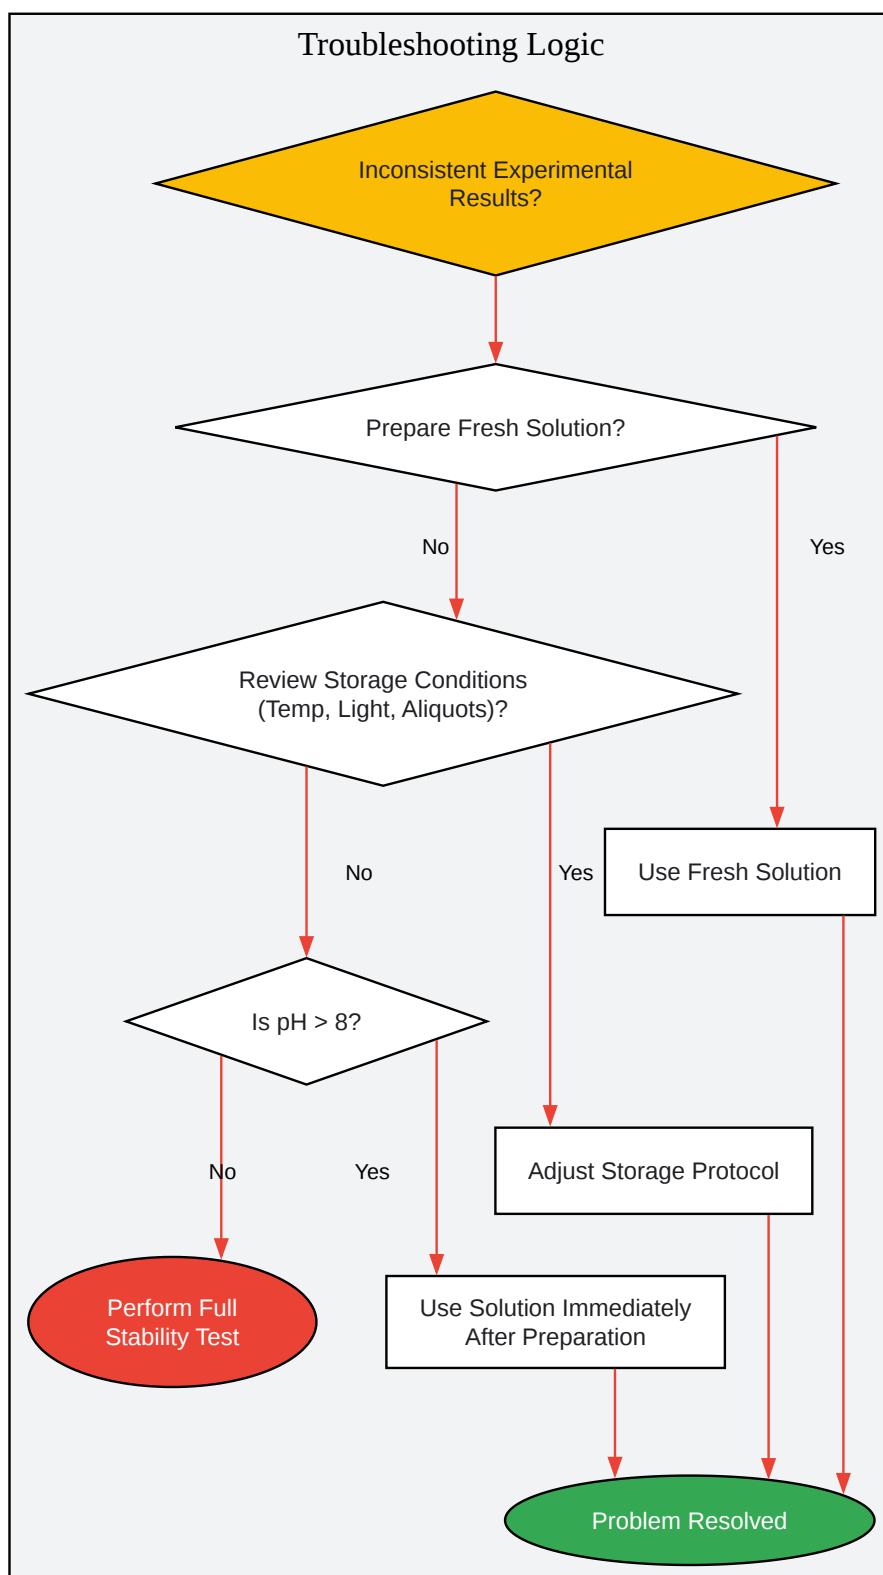 Troubleshooting Logic
Inconsistent Experimental
Results?
Prepare Fresh Solution?
No
Yes
Review Storage Conditions
(Temp, Light, Aliquots)?
No
Yes
Use Fresh Solution
Is pH > 8?
No
Yes
Adjust Storage Protocol
Perform Full
Stability Test
Use Solution Immediately
After Preparation
Problem Resolved